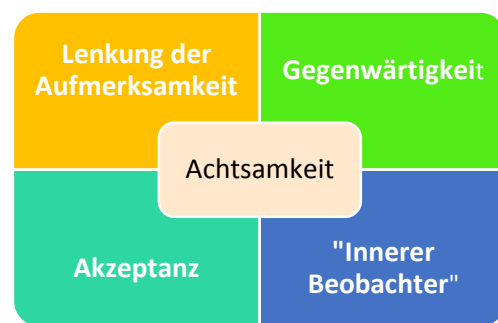 Lenkung der
Aufmerksamkeit
Gegenwärtigkeit
Achtsamkeit
Akzeptanz
"Innerer
Beobachter"